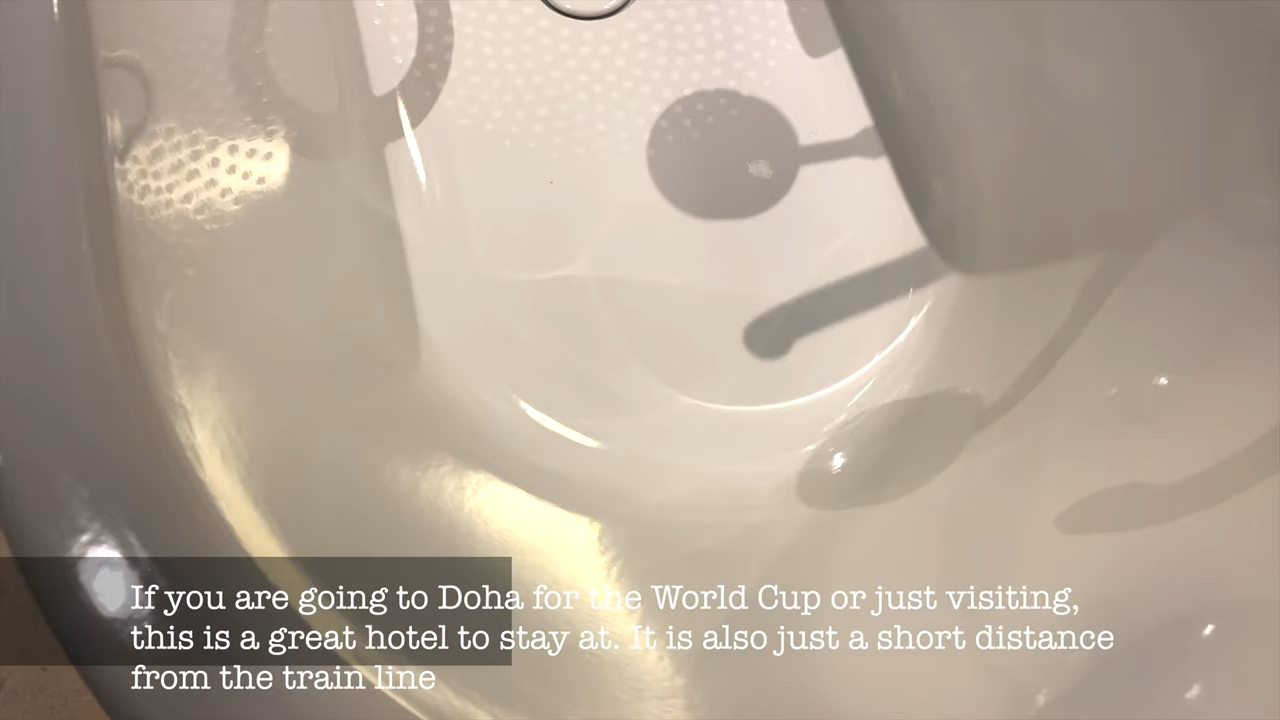 If you are going to Doha for the World Cup or just visiting,
this is a great hotel to stay at. It is also just a short distance
from the train line